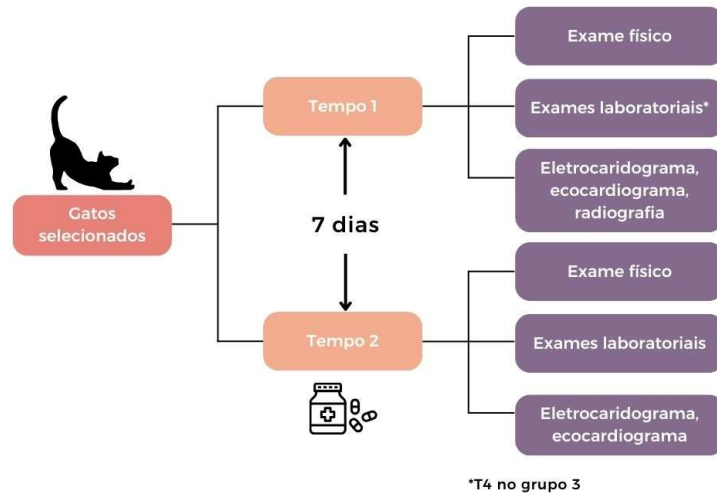 Exame físico
Tempo 1
Exames laboratoriais*
Eletrocaridograma,
ecocardiograma,
radiografia
Gatos
selecionados
7 dias
Exame físico
Tempo 2
Exames laboratoriais
Eletrocaridograma,
ecocardiograma
*T4 no grupo 3